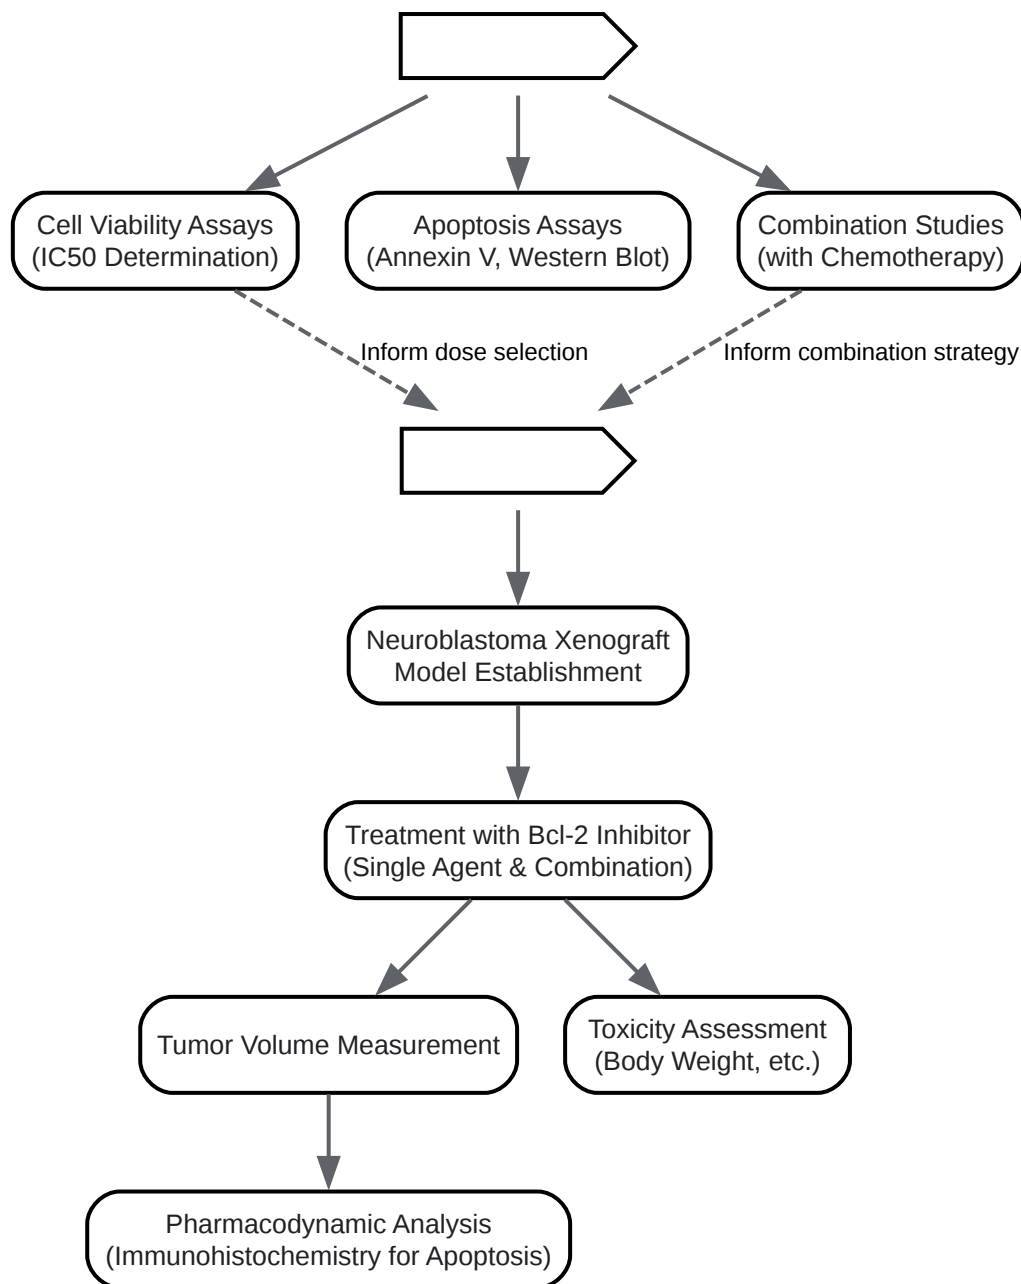 Cell Viability Assays
(IC50 Determination)
Apoptosis Assays
(Annexin V, Western Blot)
Combination Studies
(with Chemotherapy)
Inform dose selection
Inform combination strategy
Neuroblastoma Xenograft
Model Establishment
Treatment with Bcl-2 Inhibitor
(Single Agent & Combination)
Tumor Volume Measurement
Toxicity Assessment
(Body Weight, etc.)
Pharmacodynamic Analysis
(Immunohistochemistry for Apoptosis)